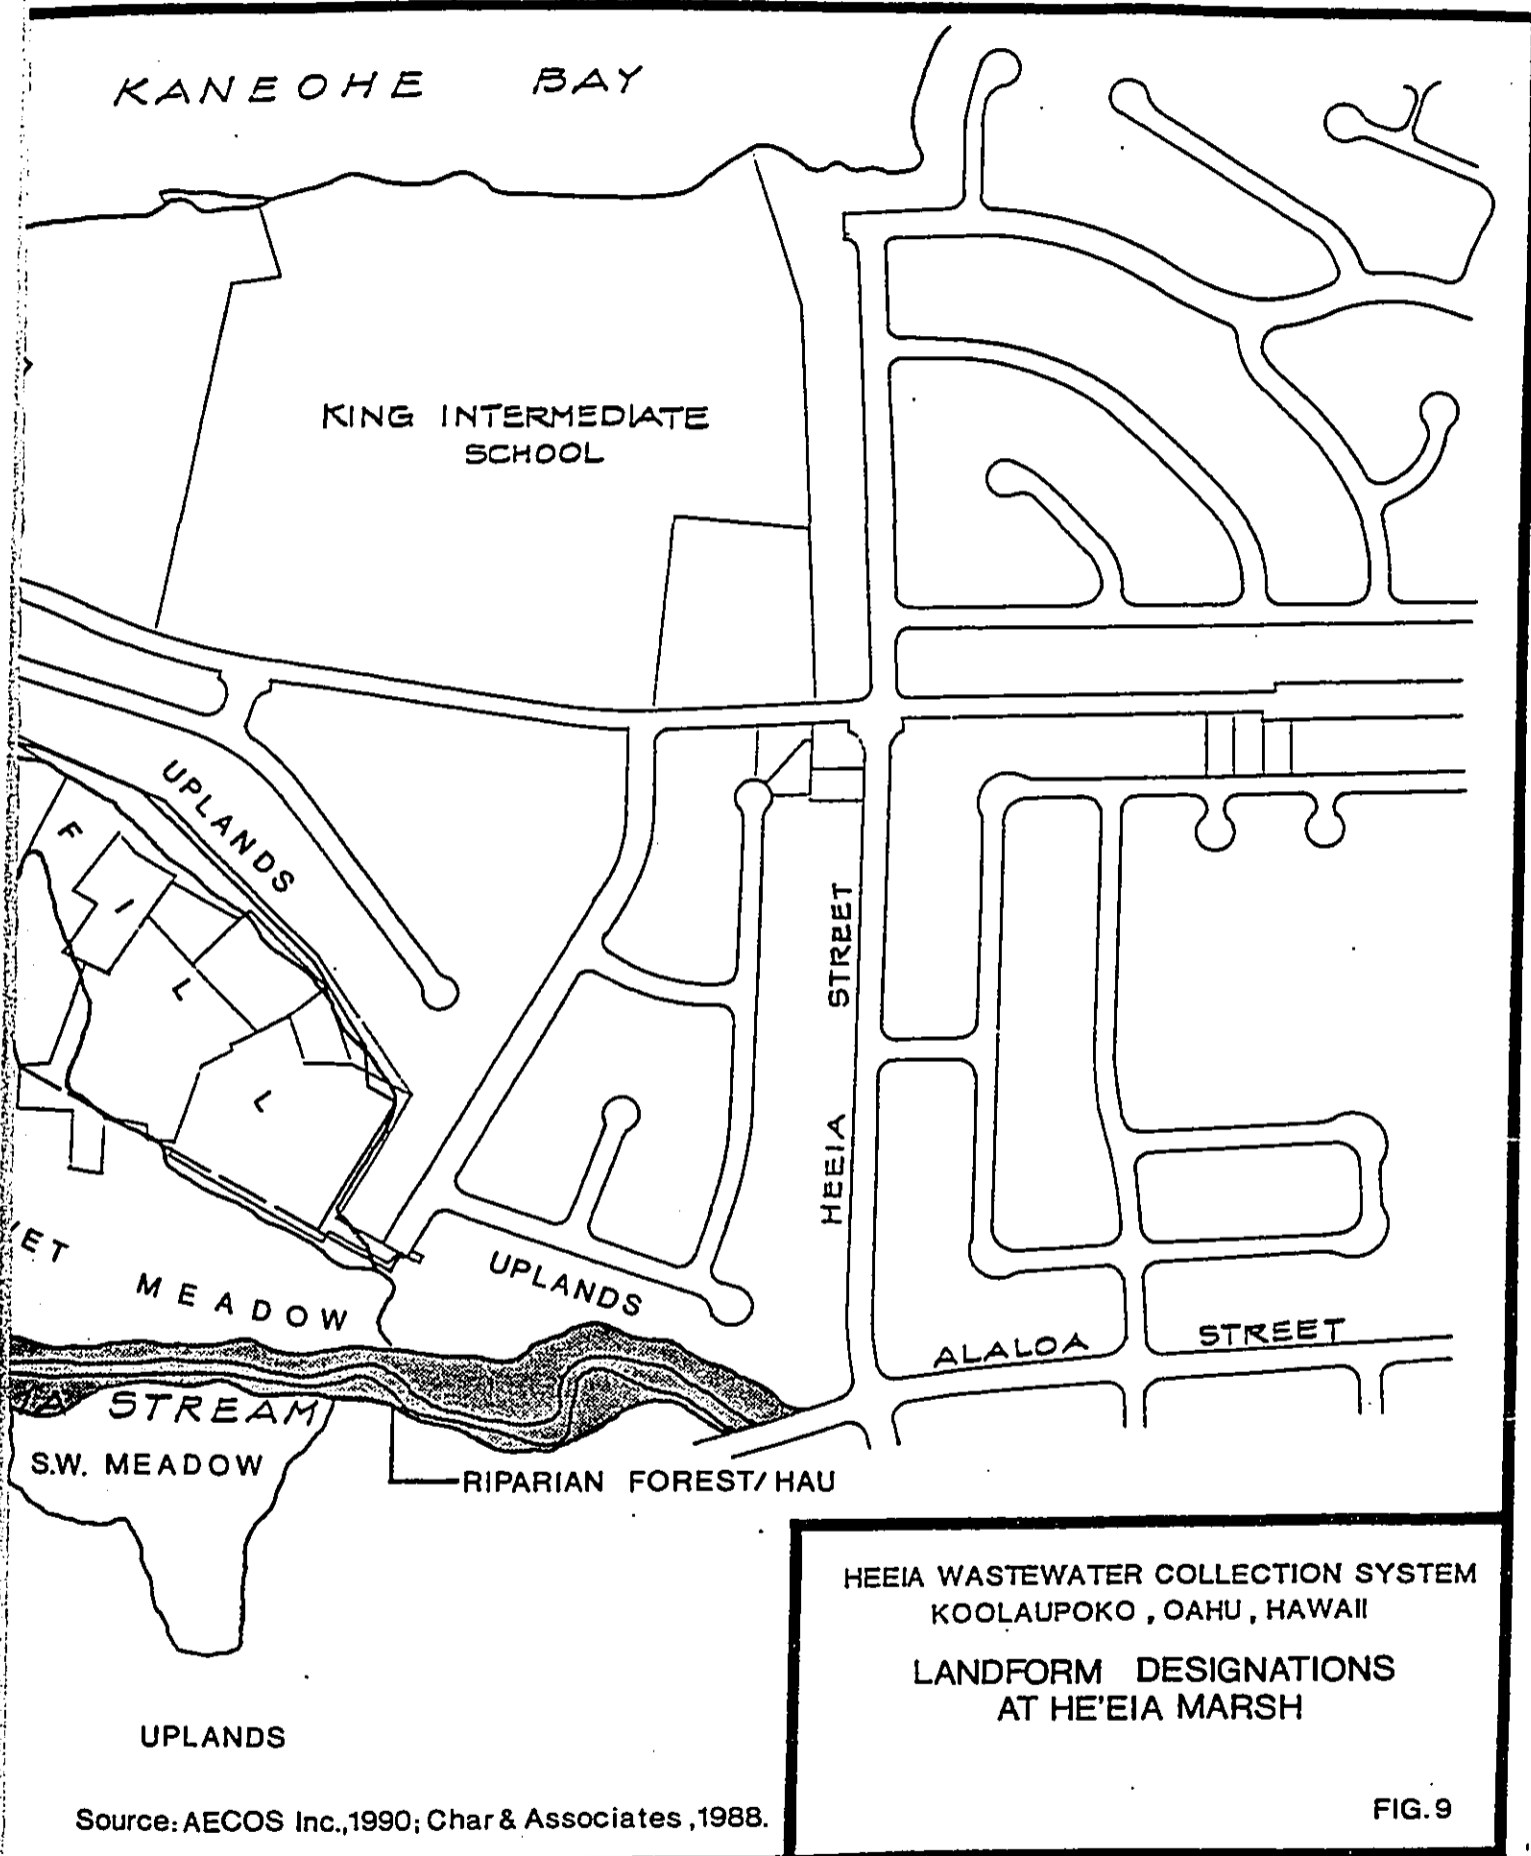 KANEOHE BAY
KING INTERMEDIATE
SCHOOL
UPLANDS
F I L L
HEEIA STREET
MEADOW
UPLANDS
ALALOA STREET
STREAM
S.W. MEADOW
RIPARIAN FOREST/HAU
HEEIA WASTEWATER COLLECTION SYSTEM
KOOLAUPOKO , OAHU , HAWAII
LANDFORM DESIGNATIONS
AT HE'EIA MARSH
UPLANDS
Source: AECOS Inc.,1990; Char & Associates ,1988.
FIG. 9